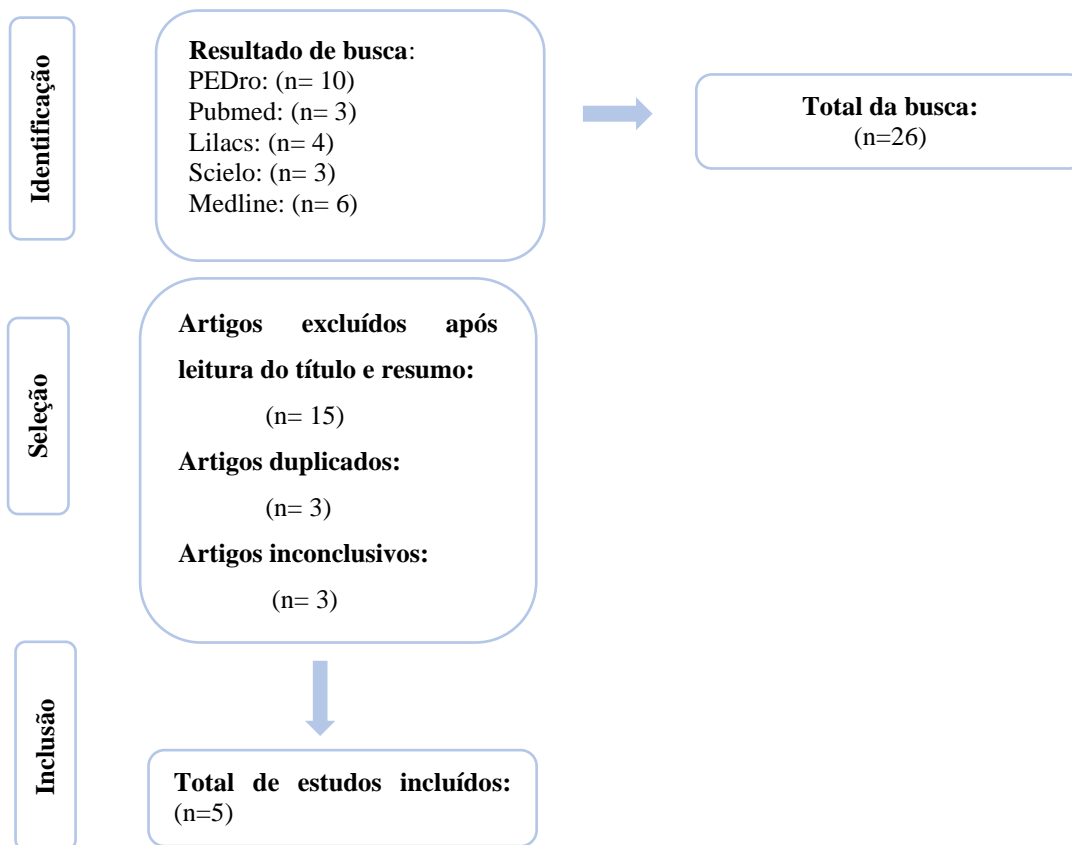 Identificação
Resultado de busca:
PEDro: (n= 10)
Pubmed: (n= 3)
Lilacs: (n= 4)
Scielo: (n= 3)
Medline: (n= 6)
Total da busca:
(n=26)
Seleção
Artigos excluídos após
leitura do título e resumo:
(n= 15)
Artigos duplicados:
(n= 3)
Artigos inconclusivos:
(n= 3)
Inclusão
Total de estudos incluídos:
(n=5)